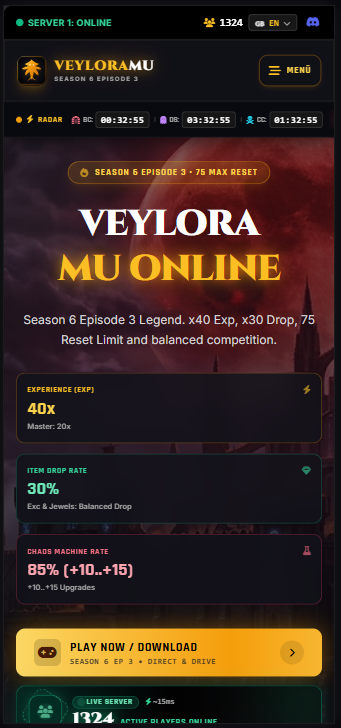 SERVER 1: ONLINE
1324
GB EN
VEYLORAMU
SEASON 6 EPISODE 3
MENÜ
RADAR
BC: 00:32:55
DS: 03:32:55
CC: 01:32:55
SEASON 6 EPISODE 3 • 75 MAX RESET
VEYLORA
MU ONLINE
Season 6 Episode 3 Legend. x40 Exp, x30 Drop, 75
Reset Limit and balanced competition.
EXPERIENCE (EXP)
40x
Master: 20x
ITEM DROP RATE
30%
Exc & Jewels: Balanced Drop
CHAOS MACHINE RATE
85% (+10..+15)
+10..+15 Upgrades
PLAY NOW / DOWNLOAD
SEASON 6 EP 3 • DIRECT & DRIVE
LIVE SERVER
~15ms
1324 ACTIVE PLAYERS ONLINE